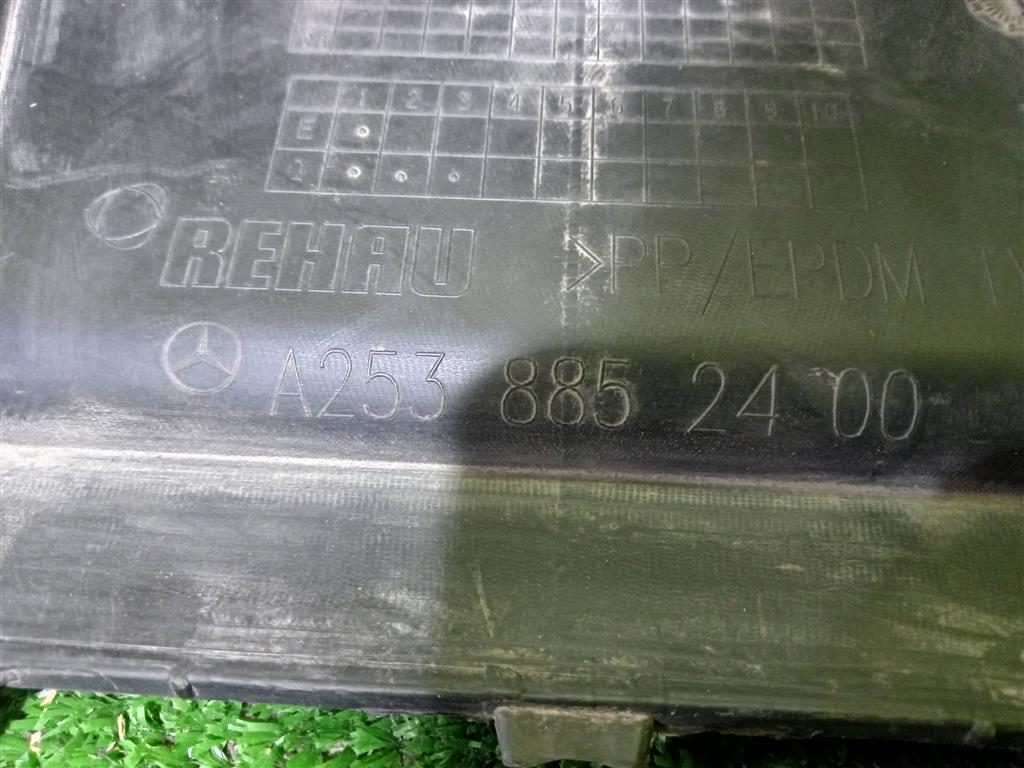 1 2 3 4 5 6 7 8 9 10
E
1
REHAU >PP/EPDM
A253 885 24 00